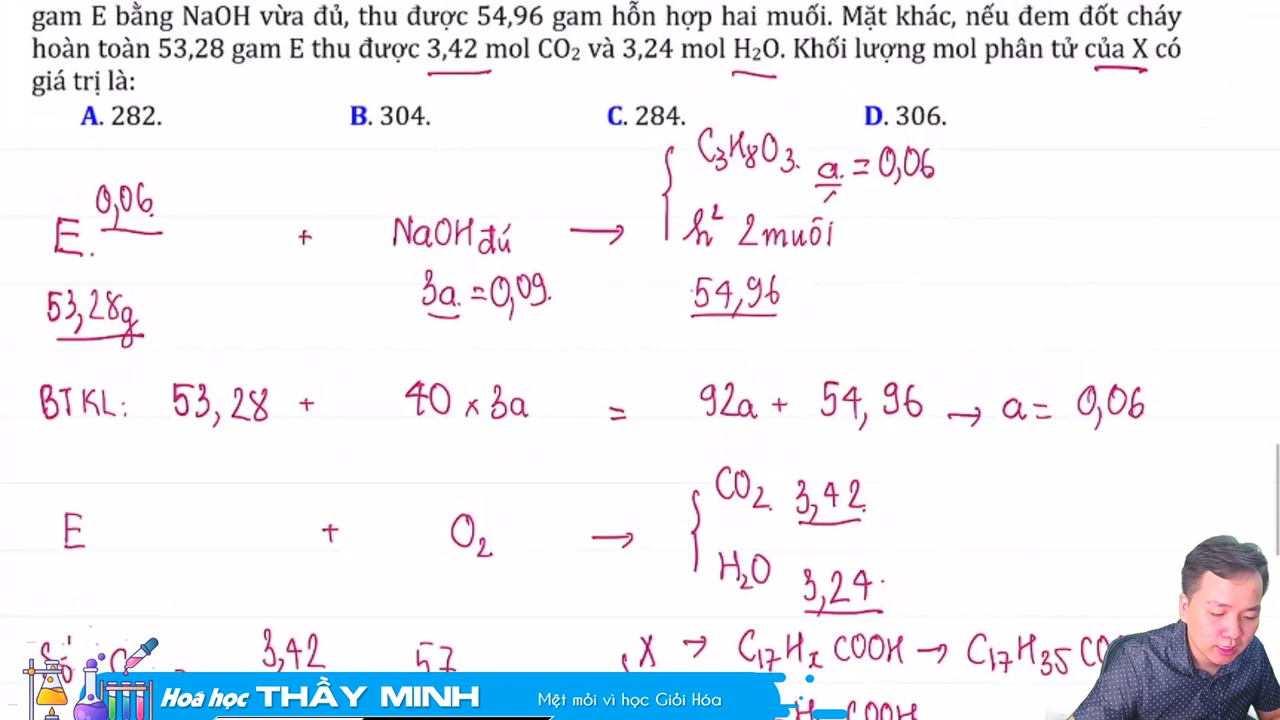 gam E bằng NaOH vừa đủ, thu được 54,96 gam hỗn hợp hai muối. Mặt khác, nếu đem đốt cháy
hoàn toàn 53,28 gam E thu được 3,42 mol CO₂ và 3,24 mol H₂O. Khối lượng mol phân tử của X có
giá trị là:
A. 282. B. 304. C. 284. D. 306.
C₃H₈O₃. a = 0,06
0,06.
E. + NaOH đủ → h² 2 muối
3a = 0,09.
53,28g 54,96
BTKL: 53,28 + 40 x 3a = 92a + 54,96 → a = 0,06
CO₂ 3,42
E + O₂ →
H₂O 3,24
Số C 3,42 57 X → C₁₇HₓCOOH → C₁₇H₃₅CO
COOH
Hoá học THẦY MINH Mệt mỏi vì học Giỏi Hóa